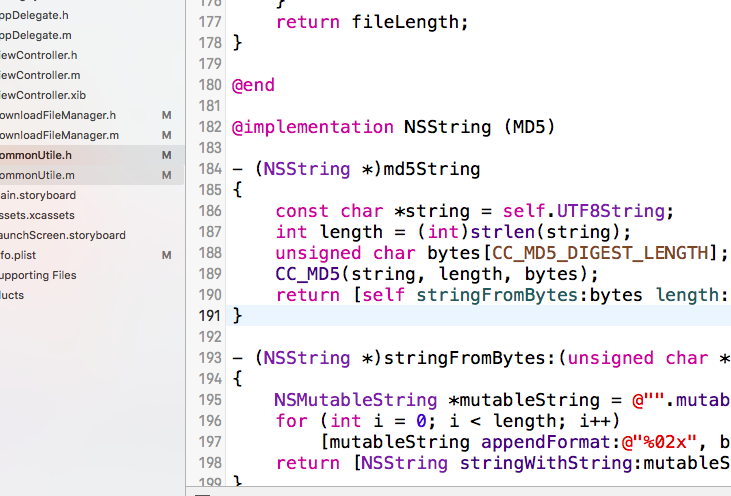 ppDelegate.h
ppDelegate.m
iewController.h
iewController.m
iewController.xib
ownloadFileManager.h M
ownloadFileManager.m M
ommonUtile.h M
ommonUtile.m M
ain.storyboard
ssets.xcassets
aunchScreen.storyboard
fo.plist M
upporting Files
ducts
176 }
177 return fileLength;
178 }
179
180 @end
181
182 @implementation NSString (MD5)
183
184 - (NSString *)md5String
185 {
186 const char *string = self.UTF8String;
187 int length = (int)strlen(string);
188 unsigned char bytes[CC_MD5_DIGEST_LENGTH];
189 CC_MD5(string, length, bytes);
190 return [self stringFromBytes:bytes length:
191 }
192
193 - (NSString *)stringFromBytes:(unsigned char *
194 {
195 NSMutableString *mutableString = @"".mutab
196 for (int i = 0; i < length; i++)
197 [mutableString appendFormat:@"%02x", b
198 return [NSString stringWithString:mutableS
199 }